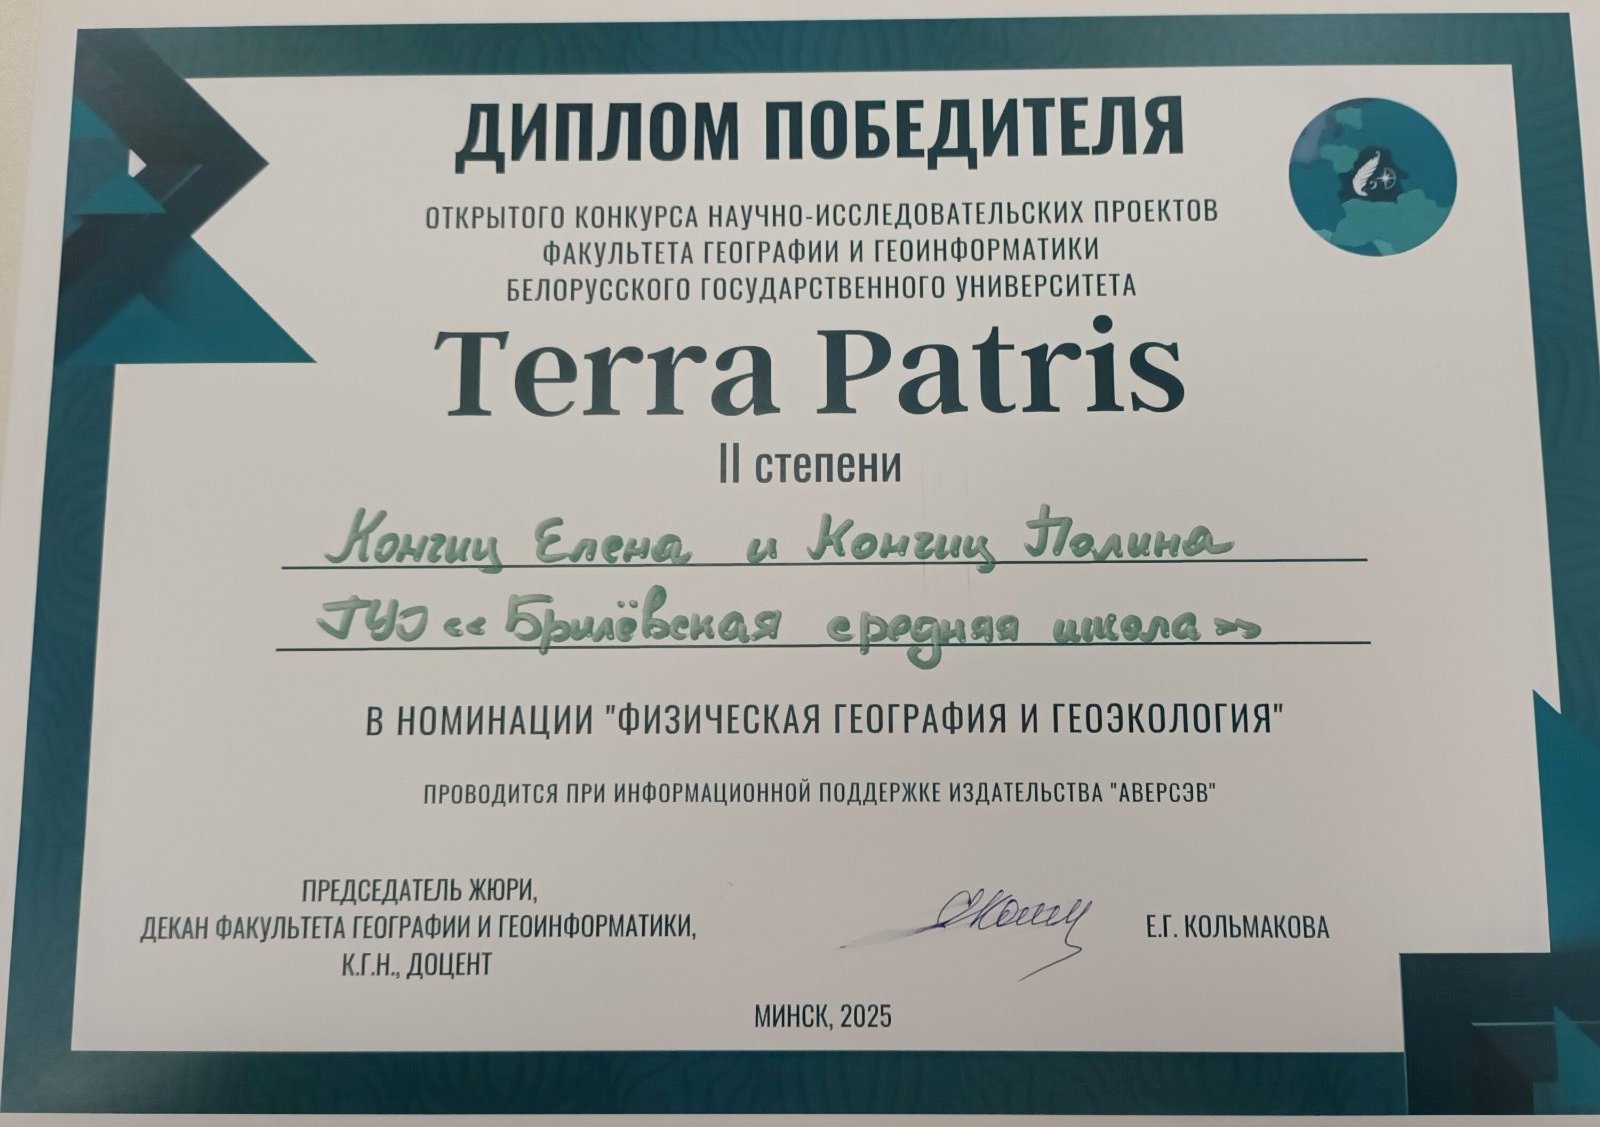 ДИПЛОМ ПОБЕДИТЕЛЯ
ОТКРЫТОГО КОНКУРСА НАУЧНО-ИССЛЕДОВАТЕЛЬСКИХ ПРОЕКТОВ
ФАКУЛЬТЕТА ГЕОГРАФИИ И ГЕОИНФОРМАТИКИ
БЕЛОРУССКОГО ГОСУДАРСТВЕННОГО УНИВЕРСИТЕТА
Terra Patris
II степени
Кончиц Елена и Кончиц Полина
ГУО «Брилёвская средняя школа»
В НОМИНАЦИИ "ФИЗИЧЕСКАЯ ГЕОГРАФИЯ И ГЕОЭКОЛОГИЯ"
ПРОВОДИТСЯ ПРИ ИНФОРМАЦИОННОЙ ПОДДЕРЖКЕ ИЗДАТЕЛЬСТВА "АВЕРСЭВ"
ПРЕДСЕДАТЕЛЬ ЖЮРИ,
ДЕКАН ФАКУЛЬТЕТА ГЕОГРАФИИ И ГЕОИНФОРМАТИКИ,
К.Г.Н., ДОЦЕНТ
Е.Г. КОЛЬМАКОВА
МИНСК, 2025